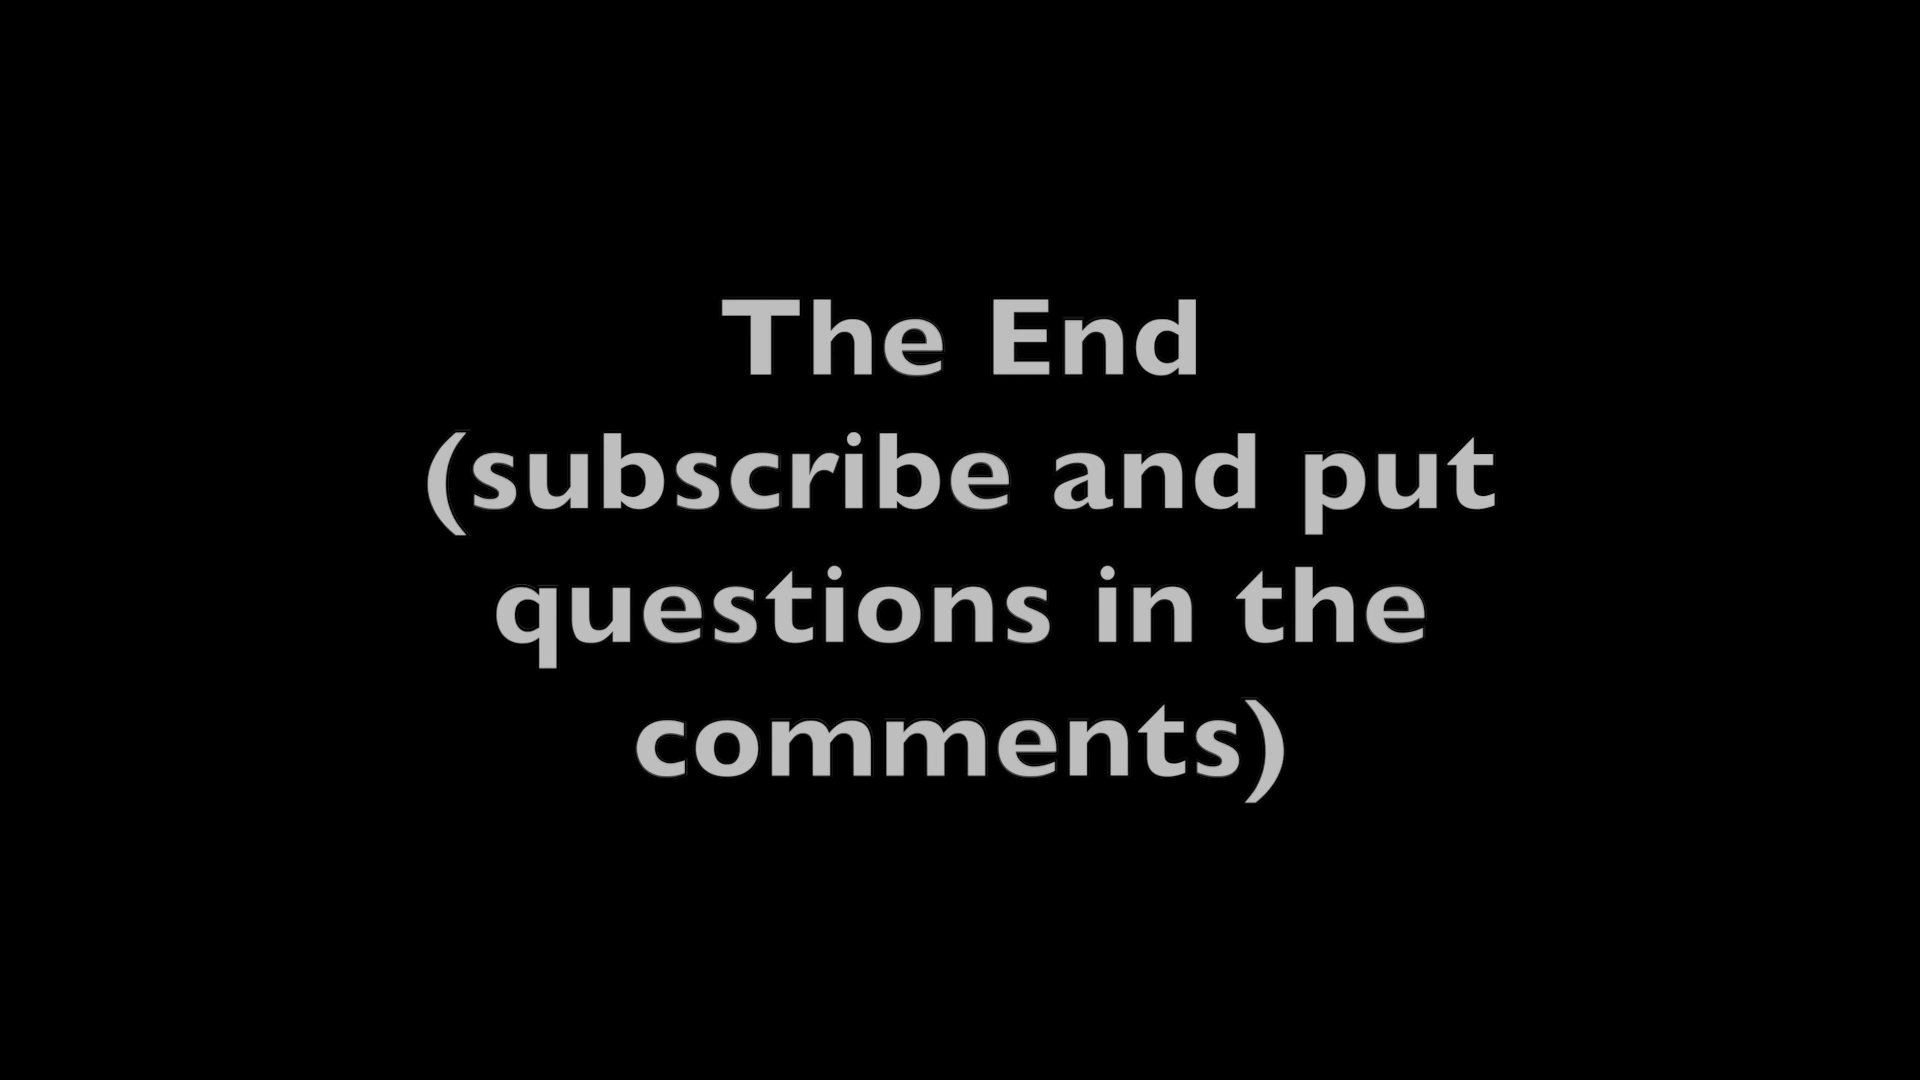 The End
(subscribe and put
questions in the
comments)